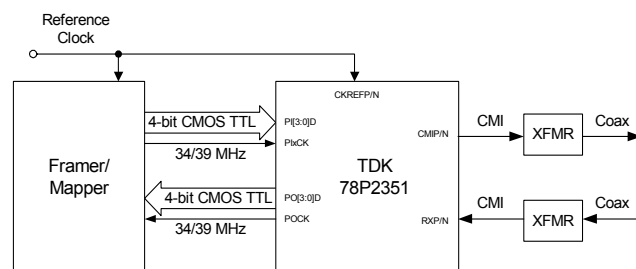 Reference
Clock
CKREFP/N
4-bit CMOS TTL
PI[3:0]D
CMI
Coax
CMIP/N
XFMR
PIxCK
34/39 MHz
Framer/
Mapper
TDK
78P2351
4-bit CMOS TTL
PO[3:0]D
CMI
Coax
POCK
RXP/N
XFMR
34/39 MHz